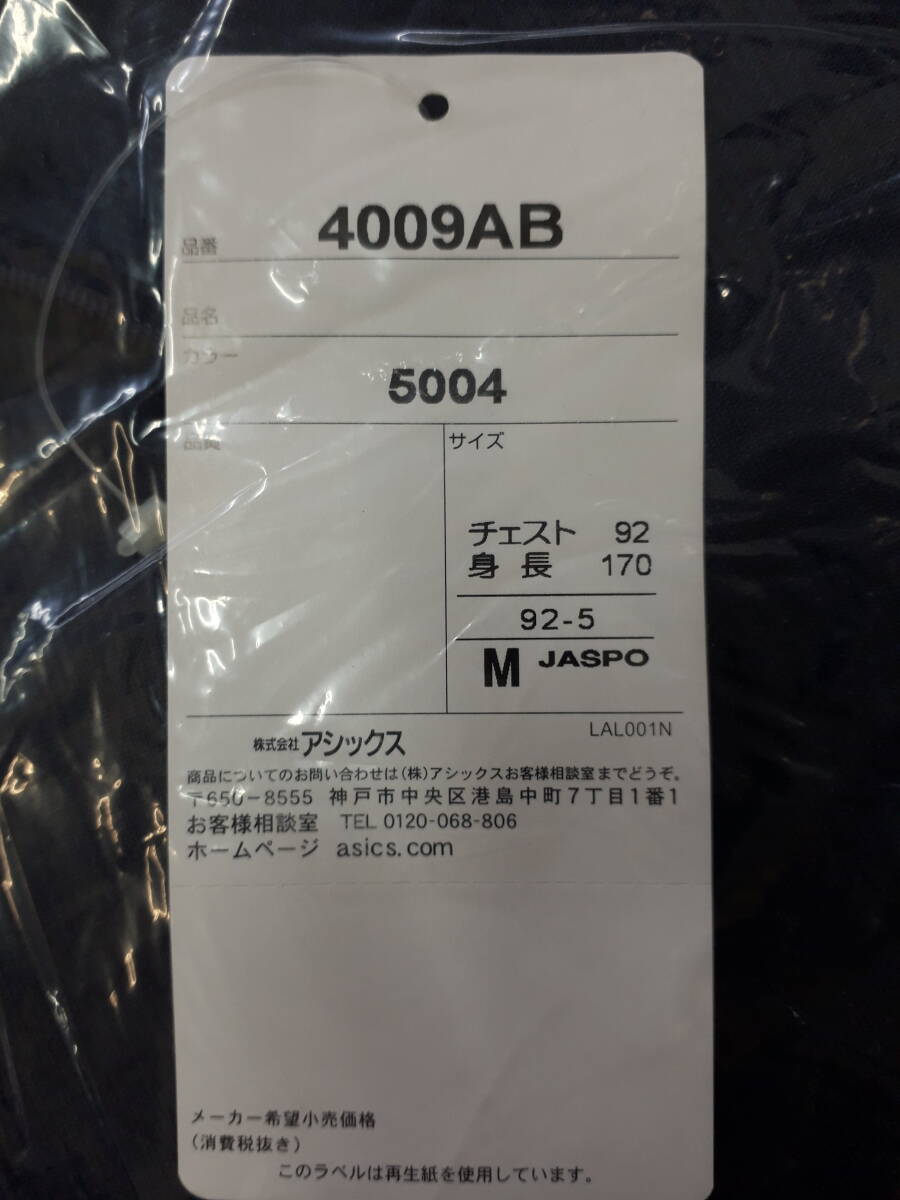 品番 4009AB
品名
カラー
5004
品質
サイズ
チェスト 92
身長 170
92-5
M JASPO
LAL001N
株式会社アシックス
商品についてのお問い合わせは(株)アシックスお客様相談室までどうぞ。
〒650-8555 神戸市中央区港島中町7丁目1番1
お客様相談室 TEL 0120-068-806
ホームページ asics.com
メーカー希望小売価格
(消費税抜き)
このラベルは再生紙を使用しています。